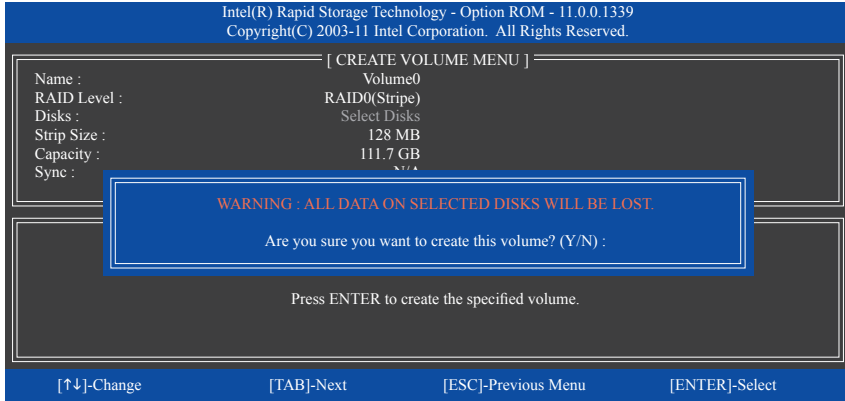 Intel(R) Rapid Storage Technology - Option ROM - 11.0.0.1339
Copyright(C) 2003-11 Intel Corporation.  All Rights Reserved.
[ CREATE VOLUME MENU ]
Name : Volume0
RAID Level : RAID0(Stripe)
Disks : Select Disks
Strip Size : 128 MB
Capacity : 111.7 GB
Sync : N/A
WARNING : ALL DATA ON SELECTED DISKS WILL BE LOST.
Are you sure you want to create this volume? (Y/N) :
Press ENTER to create the specified volume.
[↑↓]-Change [TAB]-Next [ESC]-Previous Menu [ENTER]-Select